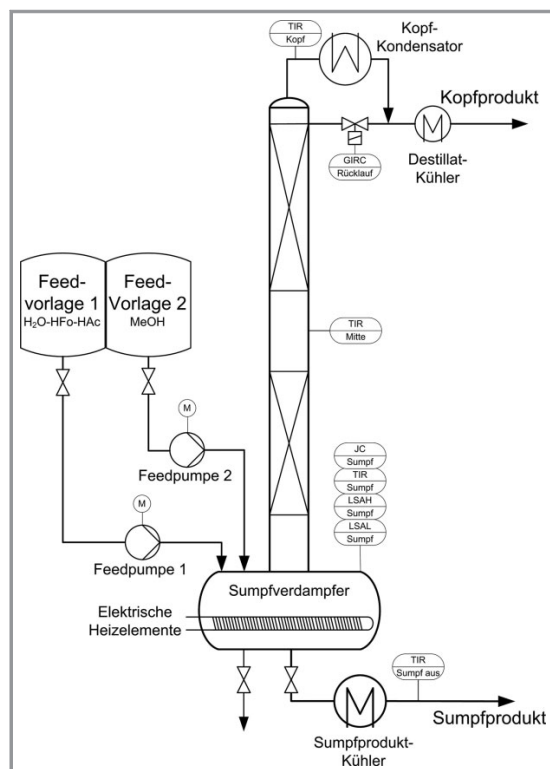 TIR
Kopf
Kopf-
Kondensator
Kopfprodukt
Destillat-
Kühler
GIRC
Rücklauf
Feed-
vorlage 1
H₂O-HFo-HAc
Feed-
Vorlage 2
MeOH
TIR
Mitte
M
Feedpumpe 2
M
Feedpumpe 1
JC
Sumpf
TIR
Sumpf
LSAH
Sumpf
LSAL
Sumpf
Sumpfverdampfer
Elektrische
Heizelemente
TIR
Sumpf aus
Sumpfprodukt
Sumpfprodukt-
Kühler